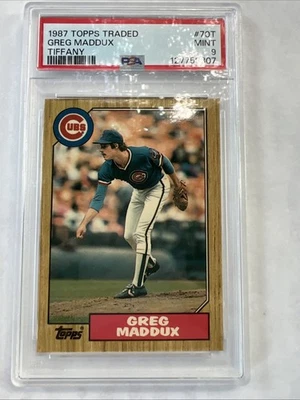 1987 TOPPS TRADED #70T
GREG MADDUX MINT
TIFFANY 9
PSA
CUBS
GREG
MADDUX
Topps